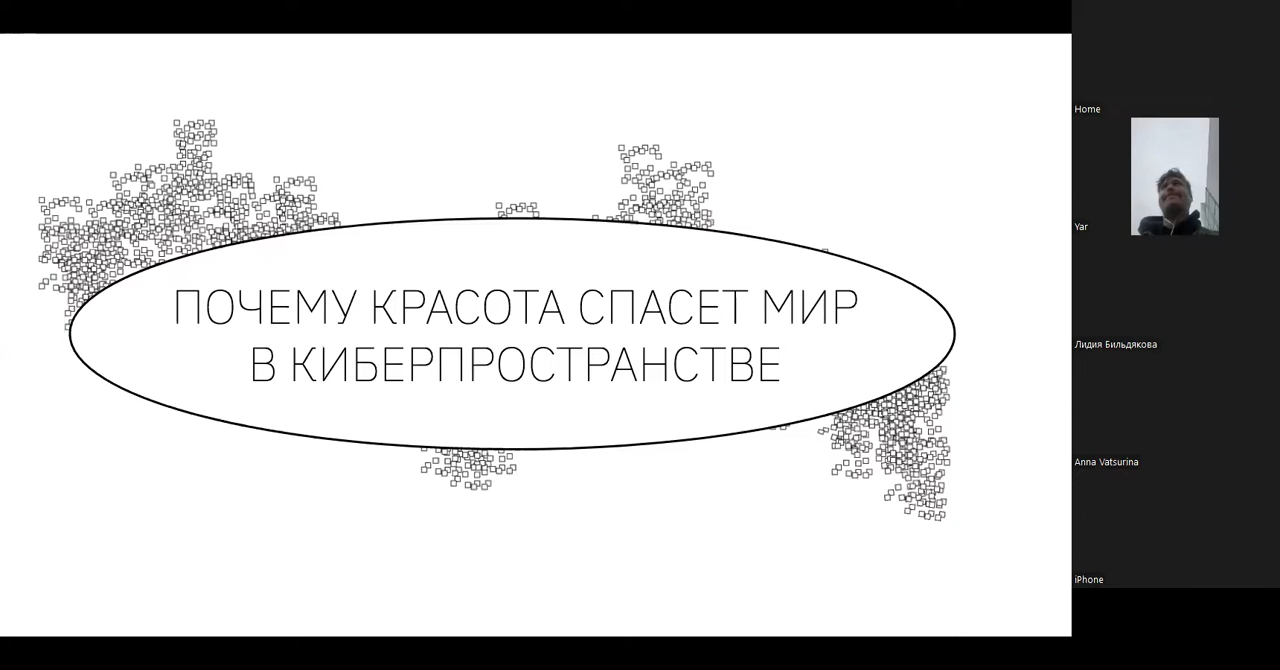 ПОЧЕМУ КРАСОТА СПАСЕТ МИР
В КИБЕРПРОСТРАНСТВЕ
Home
Yar
Лидия Бильдякова
Anna Vatsurina
iPhone